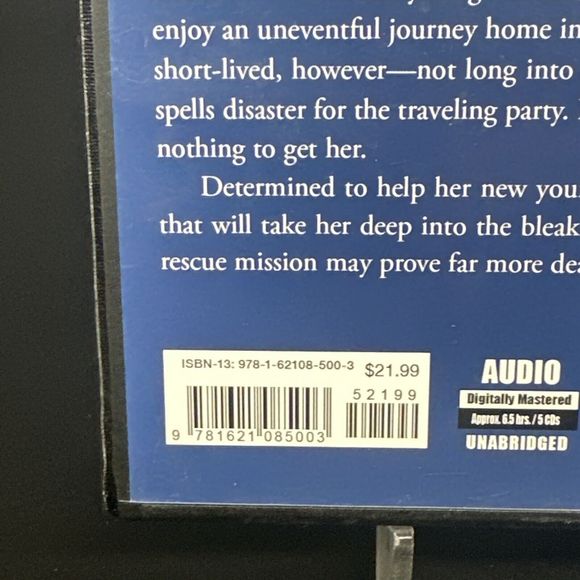 enjoy an uneventful journey home in
short-lived, however—not long into
spells disaster for the traveling party.
nothing to get her.
Determined to help her new
that will take her deep into the bleak
rescue mission may prove far more
ISBN-13: 978-1-62108-500-3 $21.99
52199
9 781621 085003
AUDIO
Digitally Mastered
Approx. 6.5 hrs. / 5 CDs
UNABRIDGED